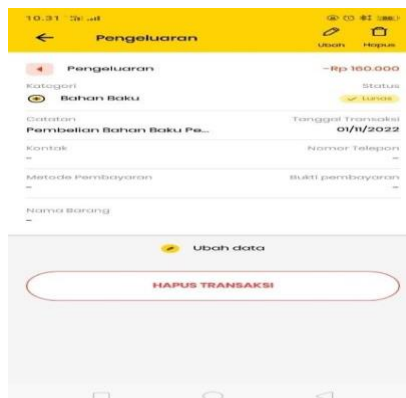 10.31
Pengeluaran
Ubah Hapus
Pengeluaran -Rp 160.000
Kategori Status
Bahan Baku Lunas
Catatan Tanggal Transaksi
Pembelian Bahan Baku Pe... 01/11/2022
Kontak Nomor Telepon
- -
Metode Pembayaran Bukti pembayaran
- -
Nama Barang
-
Ubah data
HAPUS TRANSAKSI